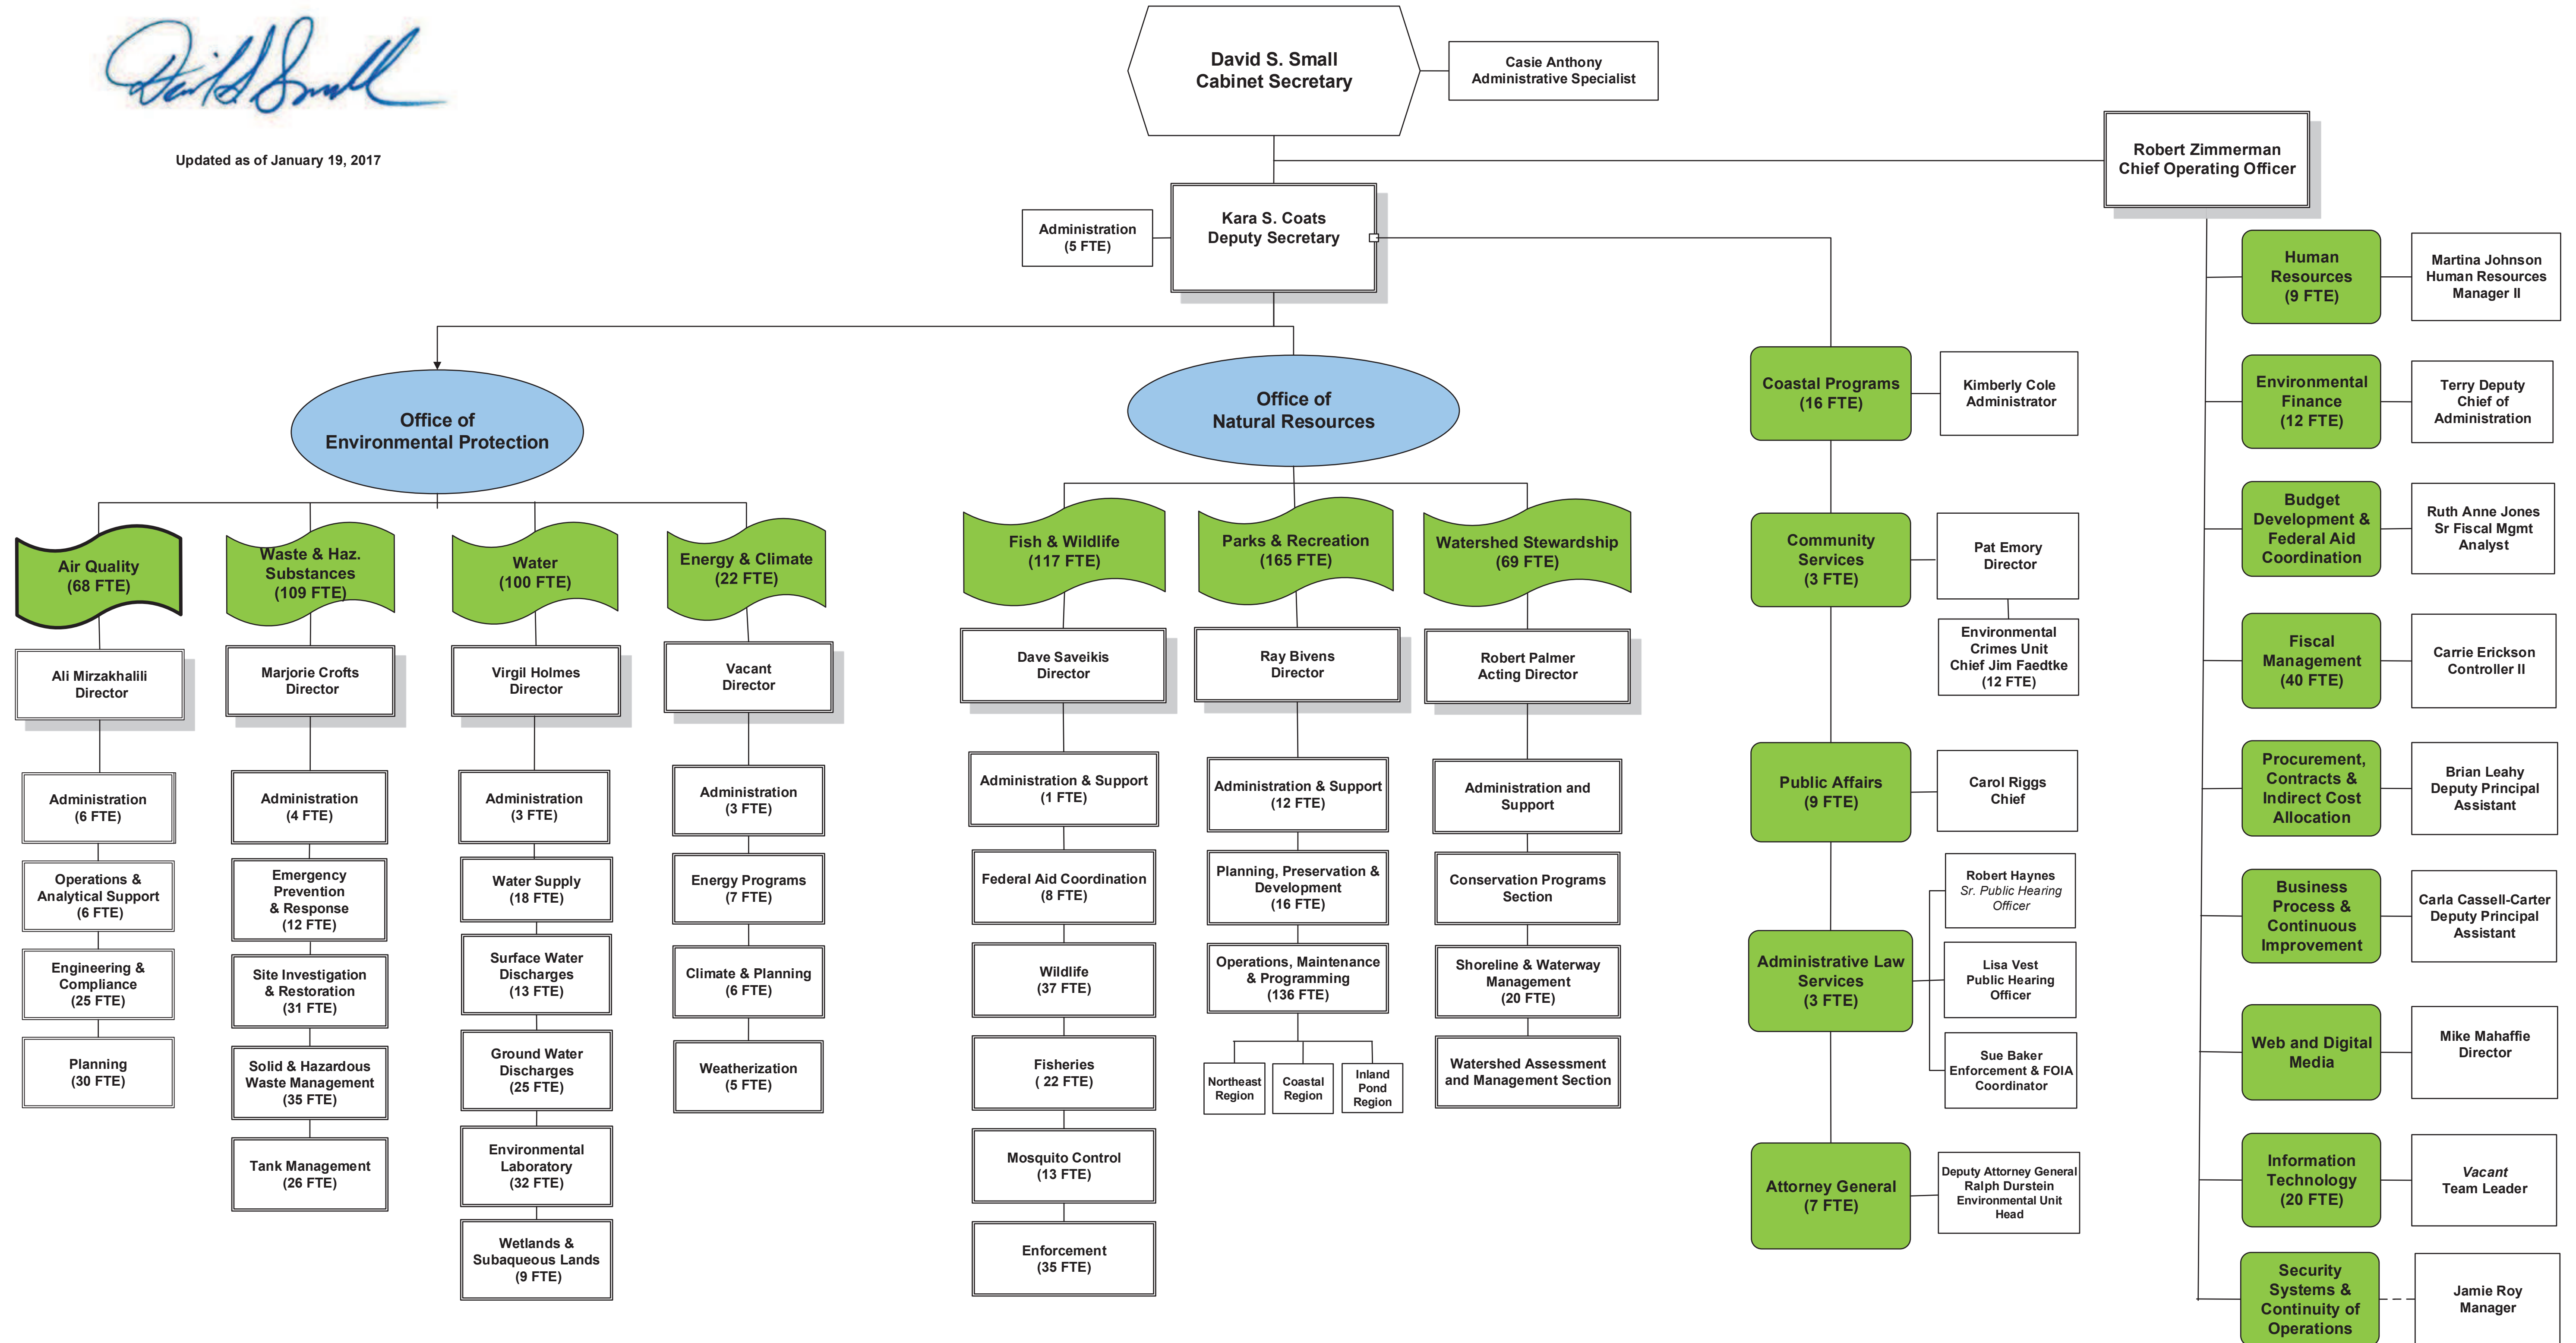 David S. Small
Updated as of January 19, 2017
David S. Small
Cabinet Secretary
Casie Anthony
Administrative Specialist
Robert Zimmerman
Chief Operating Officer
Administration
(5 FTE)
Kara S. Coats
Deputy Secretary
Office of
Environmental Protection
Office of
Natural Resources
Air Quality
(68 FTE)
Ali Mirzakhalili
Director
Administration
(6 FTE)
Operations &
Analytical Support
(6 FTE)
Engineering &
Compliance
(25 FTE)
Planning
(30 FTE)
Waste & Haz.
Substances
(109 FTE)
Marjorie Crofts
Director
Administration
(4 FTE)
Emergency
Prevention
& Response
(12 FTE)
Site Investigation
& Restoration
(31 FTE)
Solid & Hazardous
Waste Management
(35 FTE)
Tank Management
(26 FTE)
Water
(100 FTE)
Virgil Holmes
Director
Administration
(3 FTE)
Water Supply
(18 FTE)
Surface Water
Discharges
(13 FTE)
Ground Water
Discharges
(25 FTE)
Environmental
Laboratory
(32 FTE)
Wetlands &
Subaqueous Lands
(9 FTE)
Energy & Climate
(22 FTE)
Vacant
Director
Administration
(3 FTE)
Energy Programs
(7 FTE)
Climate & Planning
(6 FTE)
Weatherization
(5 FTE)
Fish & Wildlife
(117 FTE)
Dave Saveikis
Director
Administration & Support
(1 FTE)
Federal Aid Coordination
(8 FTE)
Wildlife
(37 FTE)
Fisheries
( 22 FTE)
Mosquito Control
(13 FTE)
Enforcement
(35 FTE)
Parks & Recreation
(165 FTE)
Ray Bivens
Director
Administration & Support
(12 FTE)
Planning, Preservation &
Development
(16 FTE)
Operations, Maintenance
& Programming
(136 FTE)
Northeast
Region
Coastal
Region
Inland
Pond
Region
Watershed Stewardship
(69 FTE)
Robert Palmer
Acting Director
Administration and
Support
Conservation Programs
Section
Shoreline & Waterway
Management
(20 FTE)
Watershed Assessment
and Management Section
Coastal Programs
(16 FTE)
Kimberly Cole
Administrator
Community
Services
(3 FTE)
Pat Emory
Director
Environmental
Crimes Unit
Chief Jim Faedtke
(12 FTE)
Public Affairs
(9 FTE)
Carol Riggs
Chief
Administrative Law
Services
(3 FTE)
Robert Haynes
Sr. Public Hearing
Officer
Lisa Vest
Public Hearing
Officer
Sue Baker
Enforcement & FOIA
Coordinator
Attorney General
(7 FTE)
Deputy Attorney General
Ralph Durstein
Environmental Unit
Head
Human
Resources
(9 FTE)
Martina Johnson
Human Resources
Manager II
Environmental
Finance
(12 FTE)
Terry Deputy
Chief of
Administration
Budget
Development &
Federal Aid
Coordination
Ruth Anne Jones
Sr Fiscal Mgmt
Analyst
Fiscal
Management
(40 FTE)
Carrie Erickson
Controller II
Procurement,
Contracts &
Indirect Cost
Allocation
Brian Leahy
Deputy Principal
Assistant
Business
Process &
Continuous
Improvement
Carla Cassell-Carter
Deputy Principal
Assistant
Web and Digital
Media
Mike Mahaffie
Director
Information
Technology
(20 FTE)
Vacant
Team Leader
Security
Systems &
Continuity of
Operations
Jamie Roy
Manager